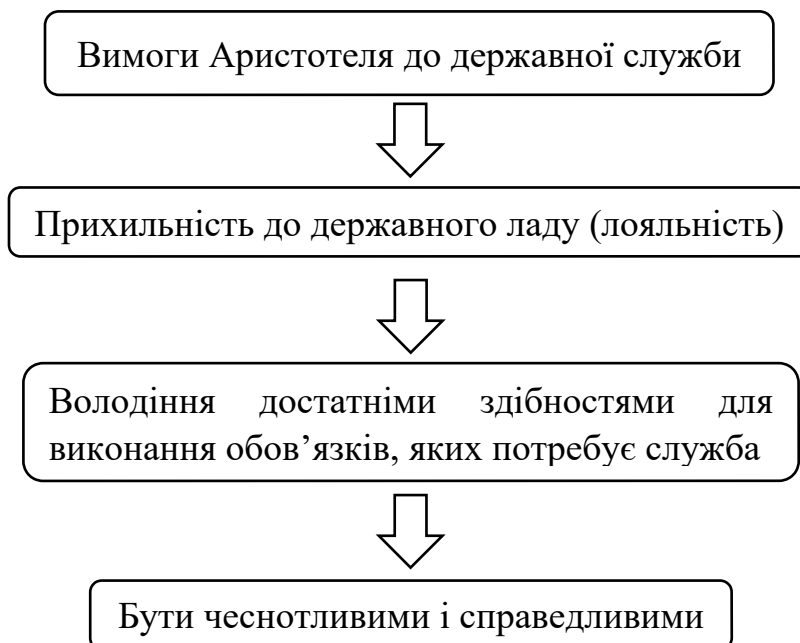 Вимоги Аристотеля до державної служби
Прихильність до державного ладу (лояльність)
Володіння достатніми здібностями для
виконання обов’язків, яких потребує служба
Бути чеснотливими і справедливими